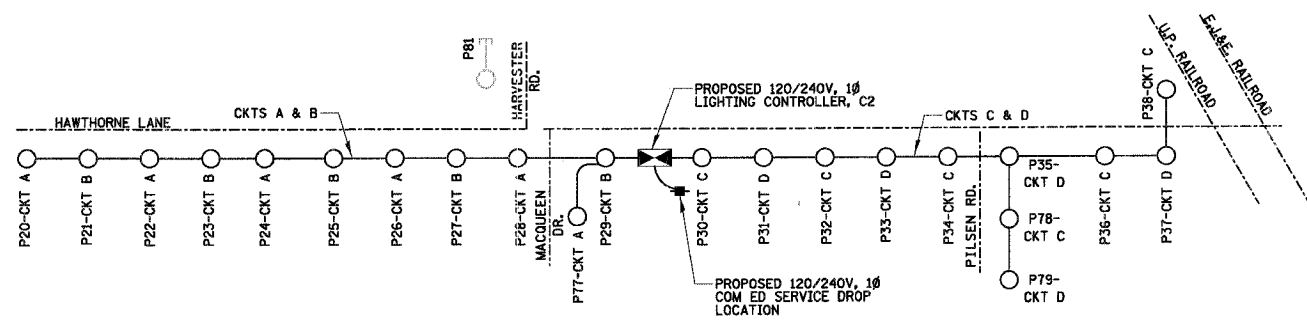 P81
HARVESTER
RD.
U.P. RAILROAD
E.J.&E. RAILROAD
P38-CKT C
PROPOSED 120/240V, 1Ø
LIGHTING CONTROLLER, C2
HAWTHORNE LANE
CKTS A & B
CKTS C & D
P20-CKT A
P21-CKT B
P22-CKT A
P23-CKT B
P24-CKT A
P25-CKT B
P26-CKT A
P27-CKT B
P28-CKT A
MACQUEEN
DR.
P77-CKT A
P29-CKT B
P30-CKT C
P31-CKT D
P32-CKT C
P33-CKT D
P34-CKT C
PILSEN RD.
P35-
CKT D
P78-
CKT C
P79-
CKT D
P36-CKT C
P37-CKT D
PROPOSED 120/240V, 1Ø
COM ED SERVICE DROP
LOCATION